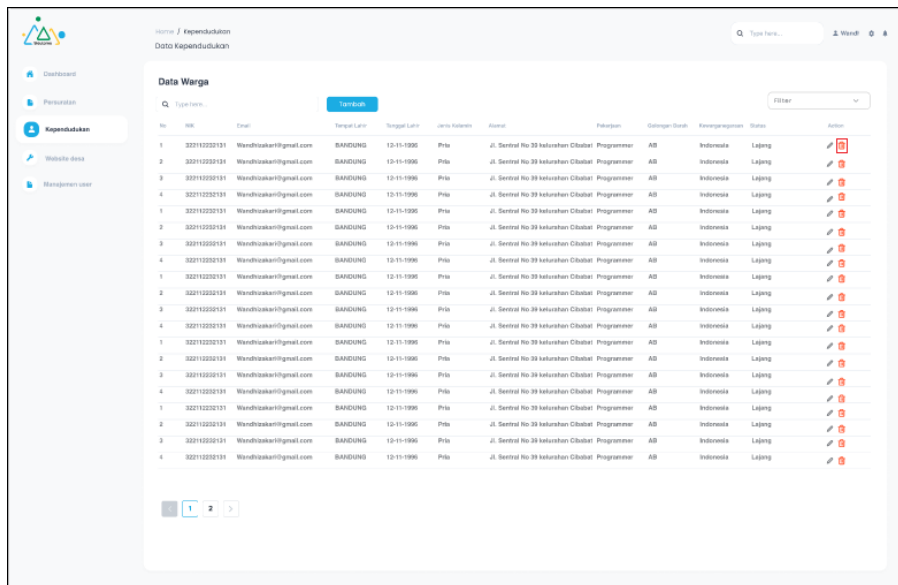 Home / Kependudukan
Type here...
Wandi
Data Kependudukan
Dashboard
Persuratan
Kependudukan
Website desa
Manajemen user
Data Warga
Type here...
Tambah
Filter
No NIK Email Tempat Lahir Tanggal Lahir Jenis Kelamin Alamat Pekerjaan Golongan Darah Kewarganegaraan Status Action
1 322112232131 Wandhizakari@gmail.com BANDUNG 12-11-1996 Pria Jl. Sentral No 39 kelurahan Cibabat Programmer AB Indonesia Lajang
2 322112232131 Wandhizakari@gmail.com BANDUNG 12-11-1996 Pria Jl. Sentral No 39 kelurahan Cibabat Programmer AB Indonesia Lajang
3 322112232131 Wandhizakari@gmail.com BANDUNG 12-11-1996 Pria Jl. Sentral No 39 kelurahan Cibabat Programmer AB Indonesia Lajang
4 322112232131 Wandhizakari@gmail.com BANDUNG 12-11-1996 Pria Jl. Sentral No 39 kelurahan Cibabat Programmer AB Indonesia Lajang
1 322112232131 Wandhizakari@gmail.com BANDUNG 12-11-1996 Pria Jl. Sentral No 39 kelurahan Cibabat Programmer AB Indonesia Lajang
2 322112232131 Wandhizakari@gmail.com BANDUNG 12-11-1996 Pria Jl. Sentral No 39 kelurahan Cibabat Programmer AB Indonesia Lajang
3 322112232131 Wandhizakari@gmail.com BANDUNG 12-11-1996 Pria Jl. Sentral No 39 kelurahan Cibabat Programmer AB Indonesia Lajang
4 322112232131 Wandhizakari@gmail.com BANDUNG 12-11-1996 Pria Jl. Sentral No 39 kelurahan Cibabat Programmer AB Indonesia Lajang
1 322112232131 Wandhizakari@gmail.com BANDUNG 12-11-1996 Pria Jl. Sentral No 39 kelurahan Cibabat Programmer AB Indonesia Lajang
2 322112232131 Wandhizakari@gmail.com BANDUNG 12-11-1996 Pria Jl. Sentral No 39 kelurahan Cibabat Programmer AB Indonesia Lajang
3 322112232131 Wandhizakari@gmail.com BANDUNG 12-11-1996 Pria Jl. Sentral No 39 kelurahan Cibabat Programmer AB Indonesia Lajang
4 322112232131 Wandhizakari@gmail.com BANDUNG 12-11-1996 Pria Jl. Sentral No 39 kelurahan Cibabat Programmer AB Indonesia Lajang
1 322112232131 Wandhizakari@gmail.com BANDUNG 12-11-1996 Pria Jl. Sentral No 39 kelurahan Cibabat Programmer AB Indonesia Lajang
2 322112232131 Wandhizakari@gmail.com BANDUNG 12-11-1996 Pria Jl. Sentral No 39 kelurahan Cibabat Programmer AB Indonesia Lajang
3 322112232131 Wandhizakari@gmail.com BANDUNG 12-11-1996 Pria Jl. Sentral No 39 kelurahan Cibabat Programmer AB Indonesia Lajang
4 322112232131 Wandhizakari@gmail.com BANDUNG 12-11-1996 Pria Jl. Sentral No 39 kelurahan Cibabat Programmer AB Indonesia Lajang
1 322112232131 Wandhizakari@gmail.com BANDUNG 12-11-1996 Pria Jl. Sentral No 39 kelurahan Cibabat Programmer AB Indonesia Lajang
2 322112232131 Wandhizakari@gmail.com BANDUNG 12-11-1996 Pria Jl. Sentral No 39 kelurahan Cibabat Programmer AB Indonesia Lajang
3 322112232131 Wandhizakari@gmail.com BANDUNG 12-11-1996 Pria Jl. Sentral No 39 kelurahan Cibabat Programmer AB Indonesia Lajang
4 322112232131 Wandhizakari@gmail.com BANDUNG 12-11-1996 Pria Jl. Sentral No 39 kelurahan Cibabat Programmer AB Indonesia Lajang
1 2